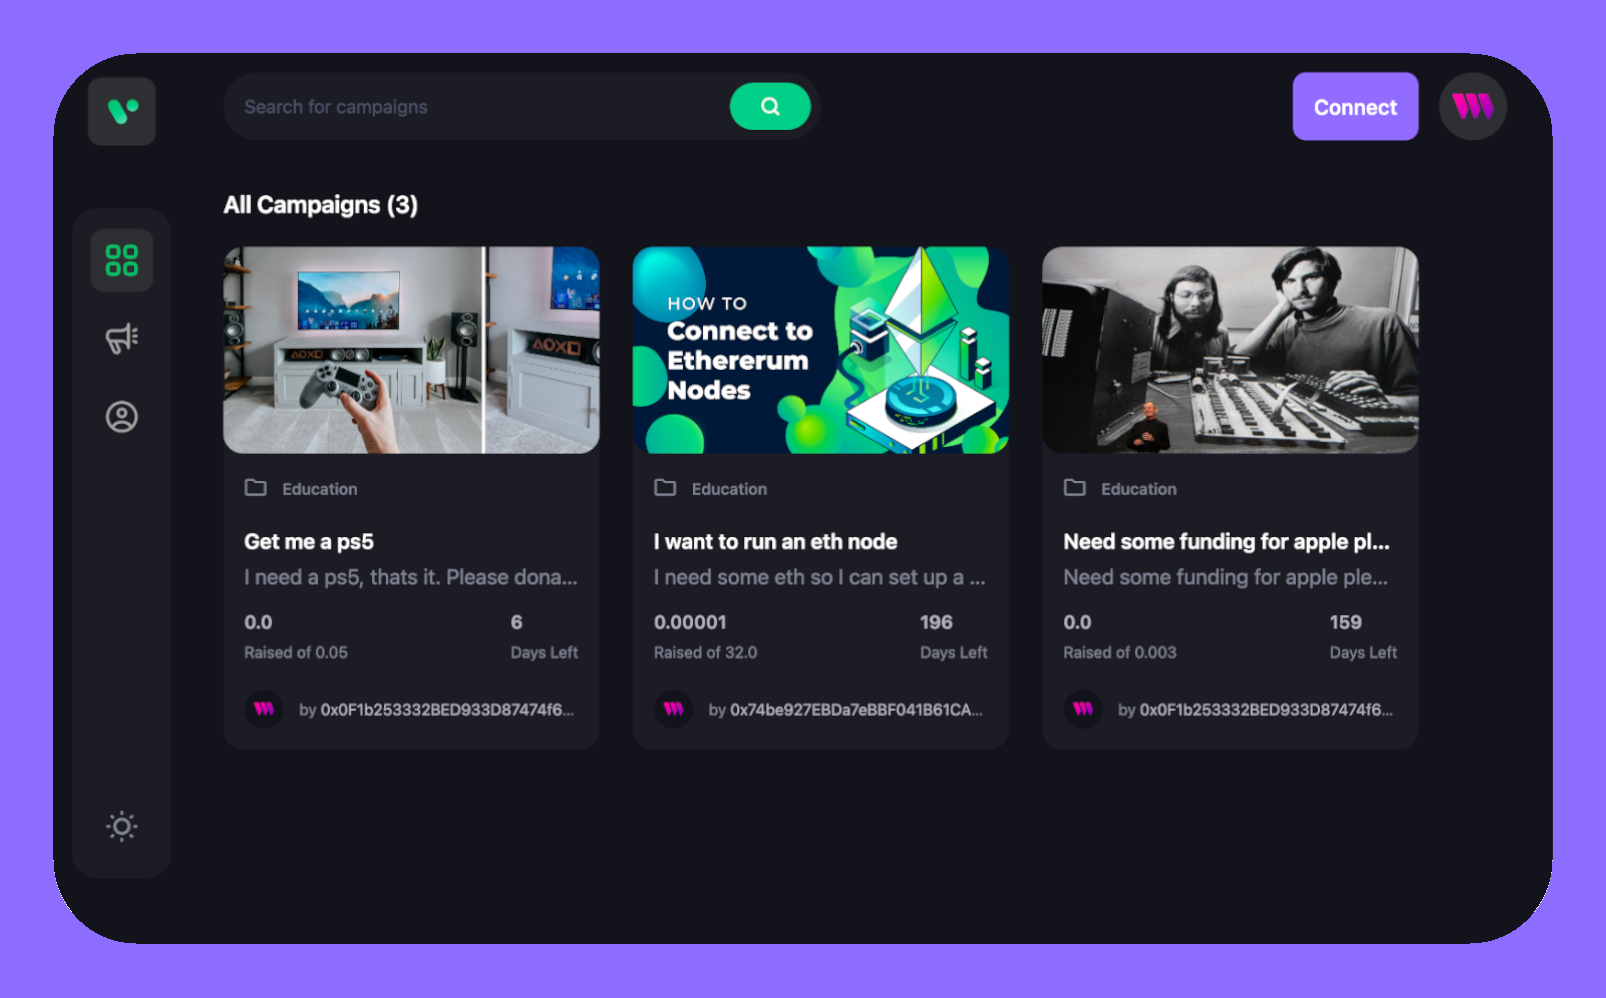 Search for campaigns
Connect
All Campaigns (3)
HOW TO
Connect to
Ethererum
Nodes
Education
Get me a ps5
I need a ps5, thats it. Please dona...
0.0
6
Raised of 0.05
Days Left
by 0x0F1b253332BED933D87474f6...
Education
I want to run an eth node
I need some eth so I can set up a ...
0.00001
196
Raised of 32.0
Days Left
by 0x74be927EBDa7eBBF041B61CA...
Education
Need some funding for apple pl...
Need some funding for apple ple...
0.0
159
Raised of 0.003
Days Left
by 0x0F1b253332BED933D87474f6...